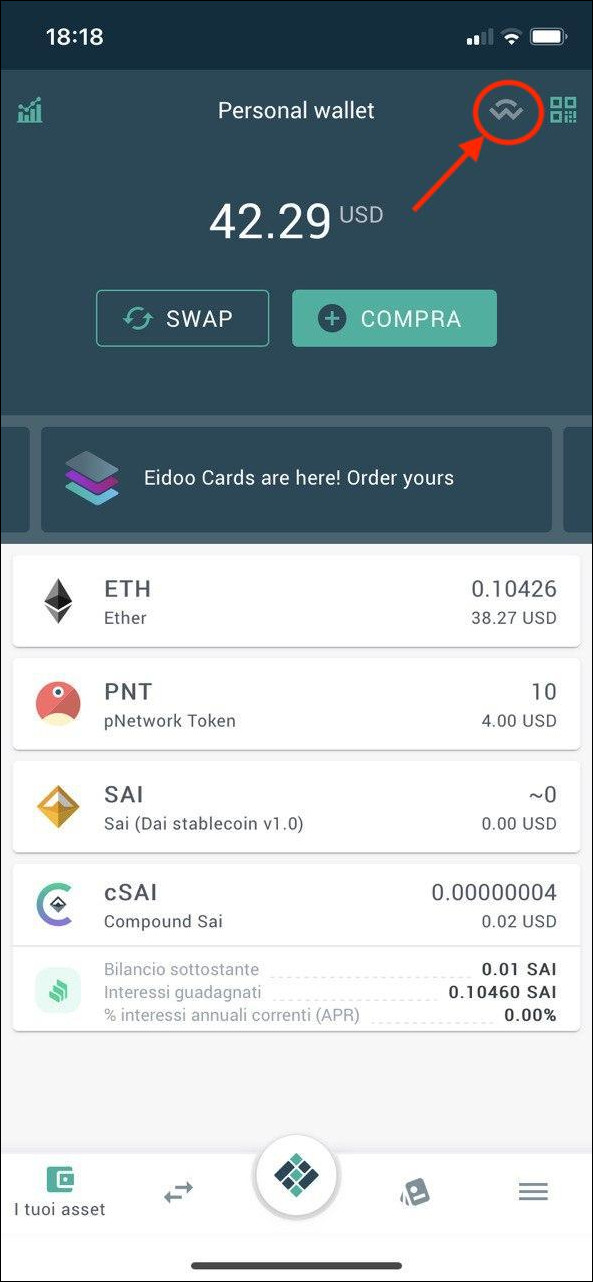 18:18
Personal wallet
42.29 USD
SWAP
COMPRA
Eidoo Cards are here! Order yours
ETH
0.10426
Ether
38.27 USD
PNT
10
pNetwork Token
4.00 USD
SAI
~0
Sai (Dai stablecoin v1.0)
0.00 USD
cSAI
0.00000004
Compound Sai
0.02 USD
Bilancio sottostante
0.01 SAI
Interessi guadagnati
0.10460 SAI
% interessi annuali correnti (APR)
0.00%
I tuoi asset